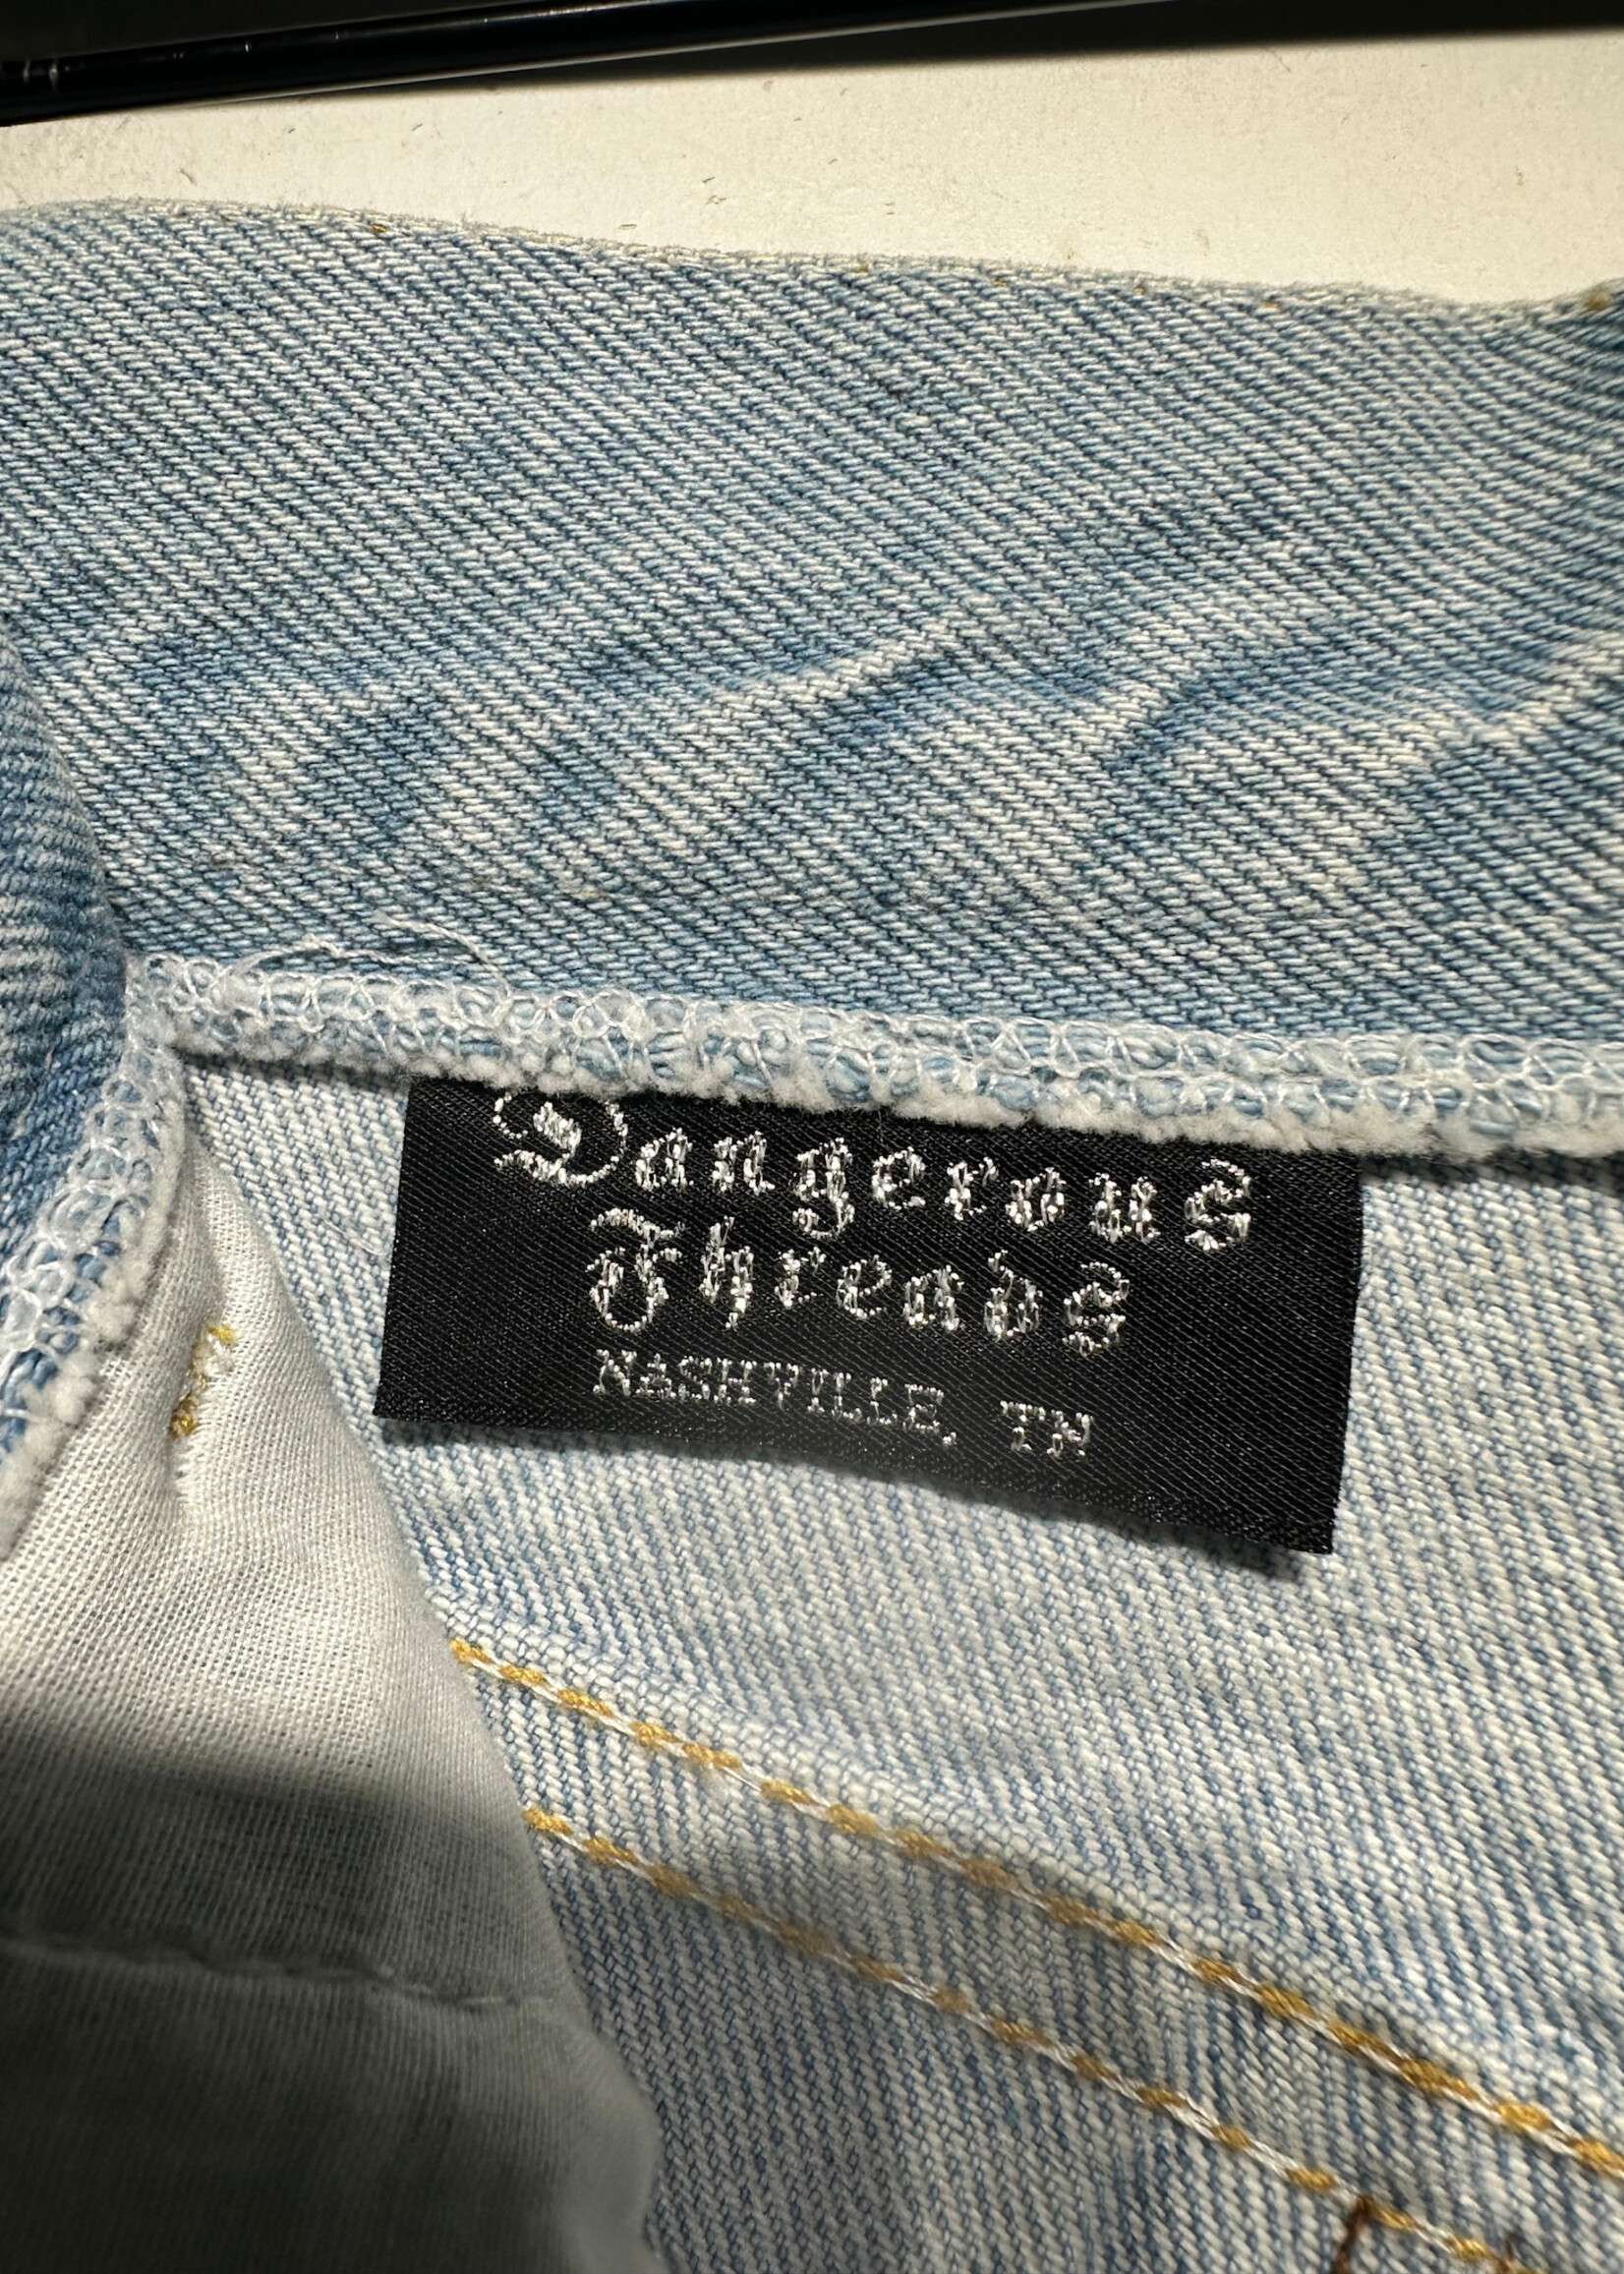 Dangerous
Threads
NASHVILLE, TN